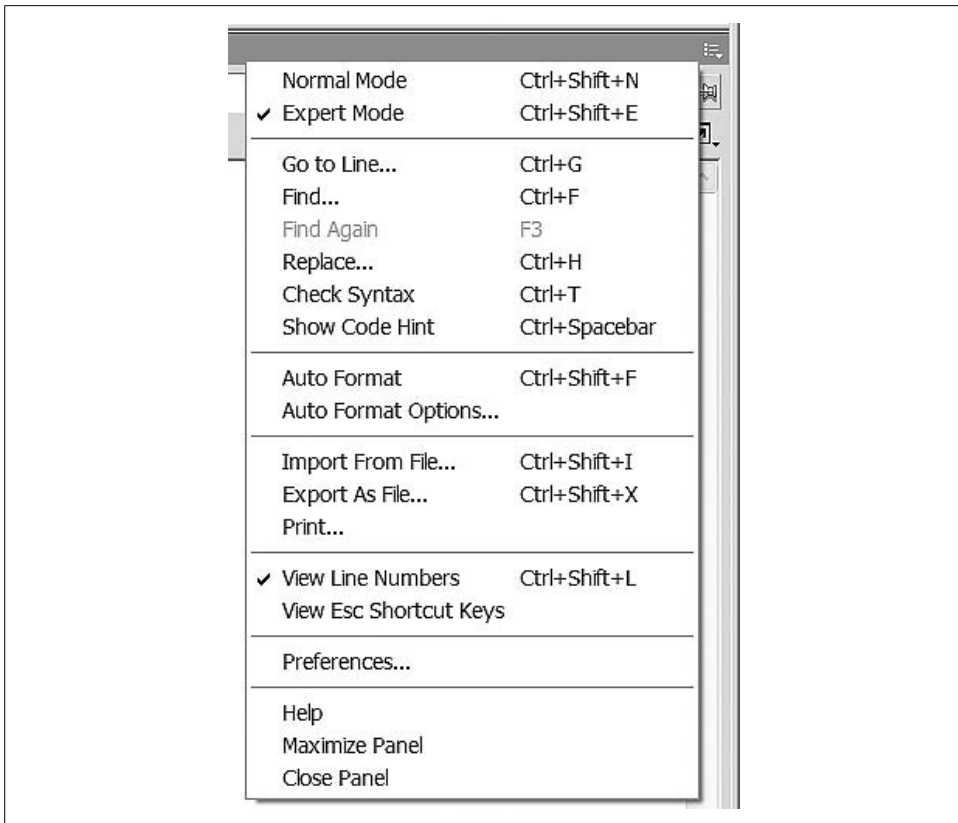 Normal Mode Ctrl+Shift+N
✓ Expert Mode Ctrl+Shift+E
Go to Line... Ctrl+G
Find... Ctrl+F
Find Again F3
Replace... Ctrl+H
Check Syntax Ctrl+T
Show Code Hint Ctrl+Spacebar
Auto Format Ctrl+Shift+F
Auto Format Options...
Import From File... Ctrl+Shift+I
Export As File... Ctrl+Shift+X
Print...
✓ View Line Numbers Ctrl+Shift+L
View Esc Shortcut Keys
Preferences...
Help
Maximize Panel
Close Panel